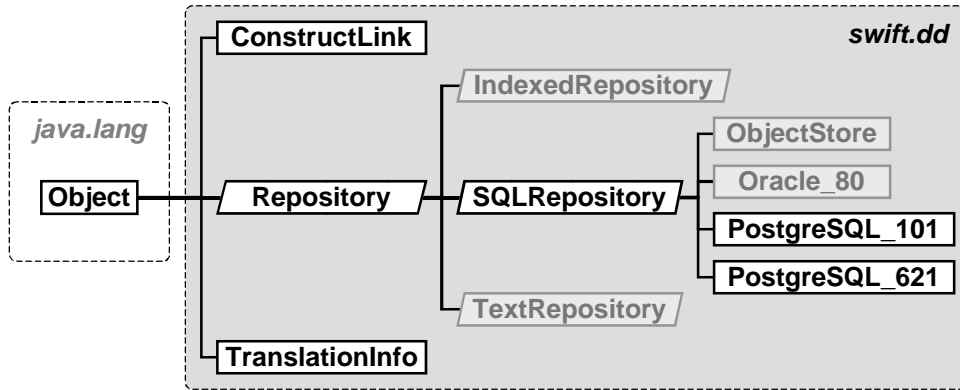 ConstructLink
swift.dd
IndexedRepository
java.lang
ObjectStore
Object
Repository
SQLRepository
Oracle_80
PostgreSQL_101
PostgreSQL_621
TextRepository
TranslationInfo